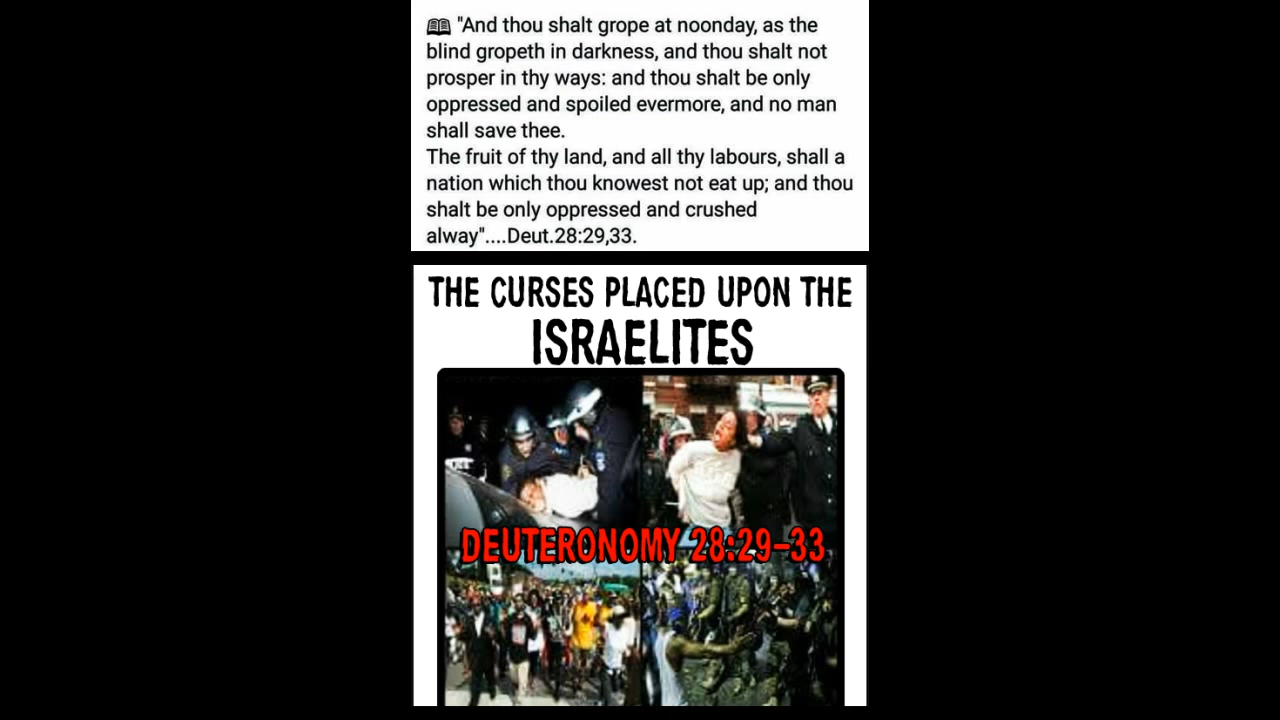 "And thou shalt grope at noonday, as the
blind gropeth in darkness, and thou shalt not
prosper in thy ways: and thou shalt be only
oppressed and spoiled evermore, and no man
shall save thee.
The fruit of thy land, and all thy labours, shall a
nation which thou knowest not eat up; and thou
shalt be only oppressed and crushed
alway"....Deut.28:29,33.
THE CURSES PLACED UPON THE
ISRAELITES
DEUTERONOMY 28:29-33